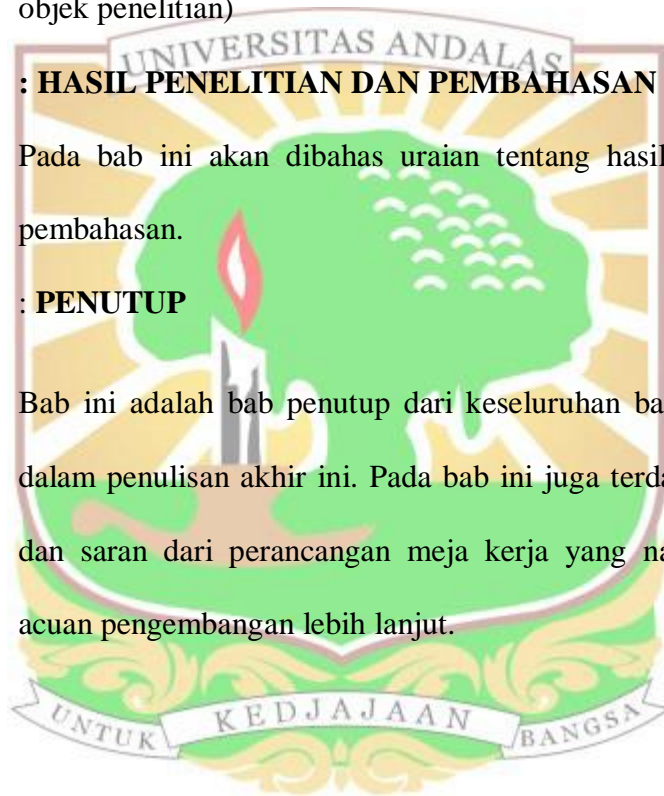 objek penelitian)
UNIVERSITAS ANDALAS
: HASIL PENELITIAN DAN PEMBAHASAN
Pada bab ini akan dibahas uraian tentang hasil
pembahasan.
: PENUTUP
Bab ini adalah bab penutup dari keseluruhan ba
dalam penulisan akhir ini. Pada bab ini juga terda
dan saran dari perancangan meja kerja yang na
acuan pengembangan lebih lanjut.
UNTUK KEDJAJAAN BANGSA